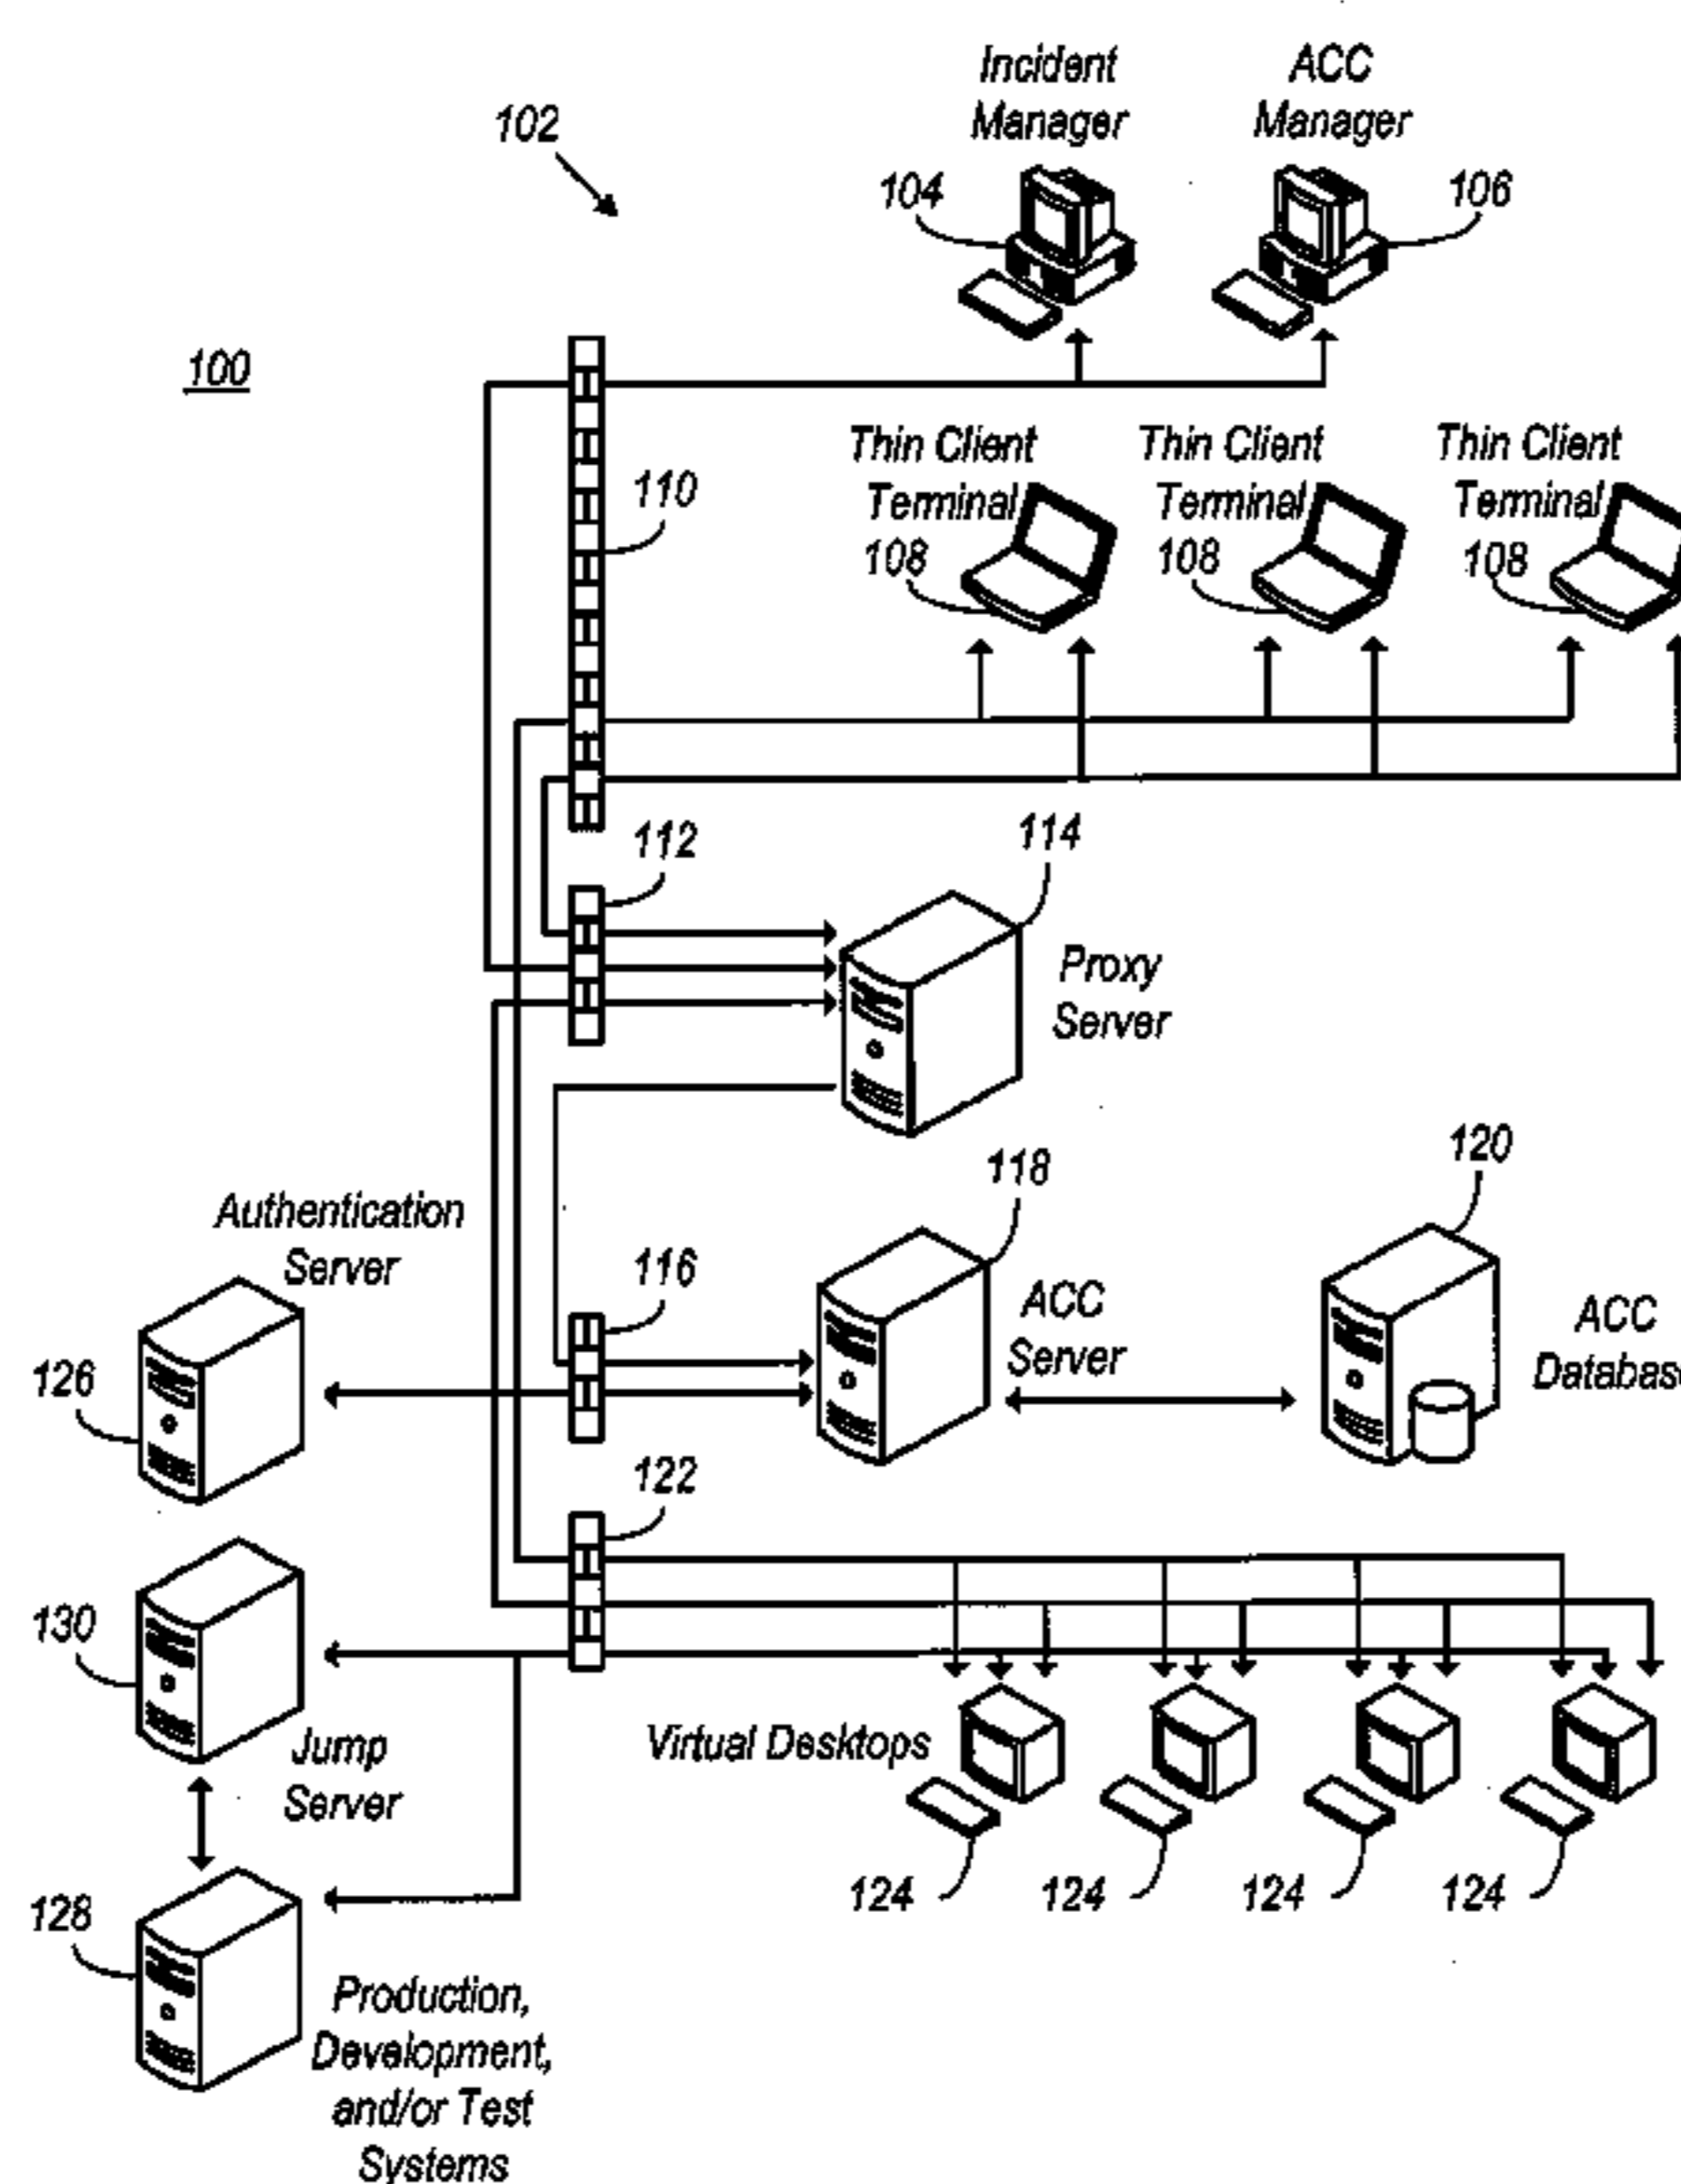 Incident
Manager
ACC
Manager
102
104
106
100
Thin Client
Terminal
108
Thin Client
Terminal
108
Thin Client
Terminal
108
110
112
114
Proxy
Server
118
120
Authentication
Server
116
ACC
Server
ACC
Database
126
122
130
Jump
Server
Virtual Desktops
124
124
124
124
128
Production,
Development,
and/or Test
Systems